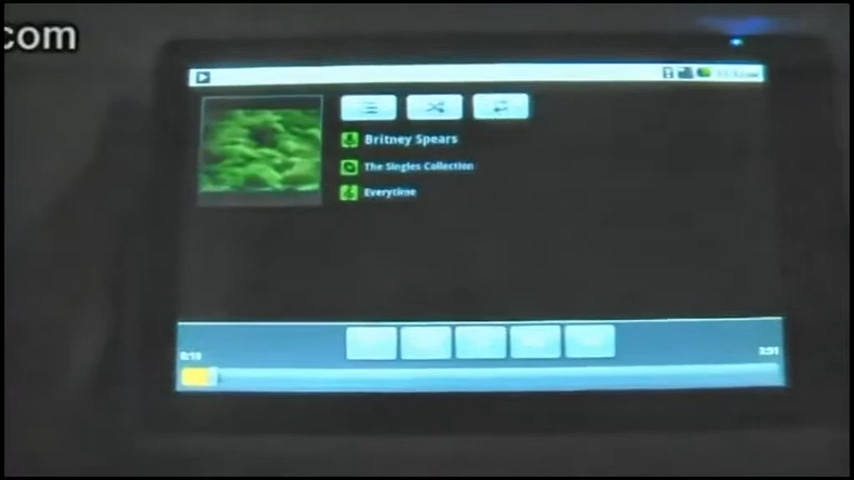 com
Britney Spears
The Singles Collection
Everytime
0:10
3:51